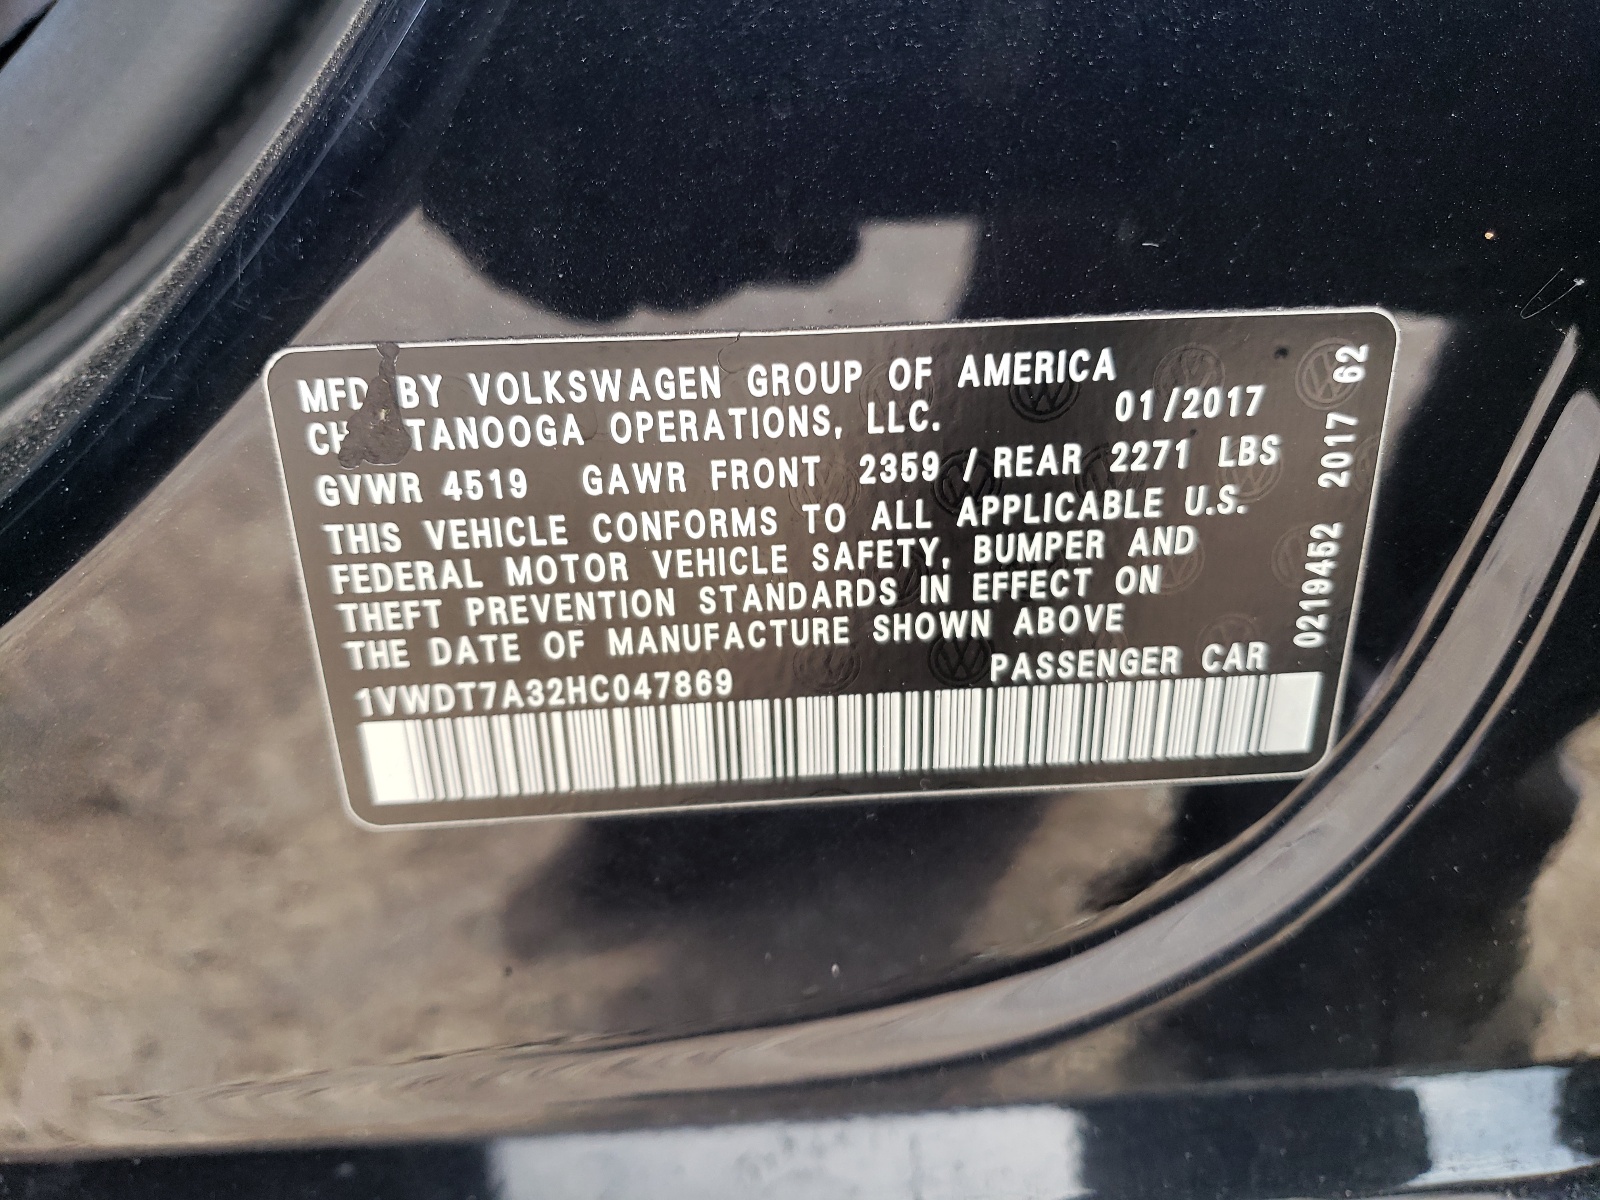 MFD BY VOLKSWAGEN GROUP OF AMERICA
OPERATIONS, LLC. 01/2017
GVWR 4519 GAWR FRONT 2359 / REAR 2271 LBS
THIS VEHICLE CONFORMS TO ALL APPLICABLE U.S.
FEDERAL MOTOR VEHICLE SAFETY, BUMPER AND
THEFT PREVENTION STANDARDS IN EFFECT ON
THE DATE OF MANUFACTURE SHOWN ABOVE
1VWDT7A32HC047869 PASSENGER CAR
0219452 2017 62